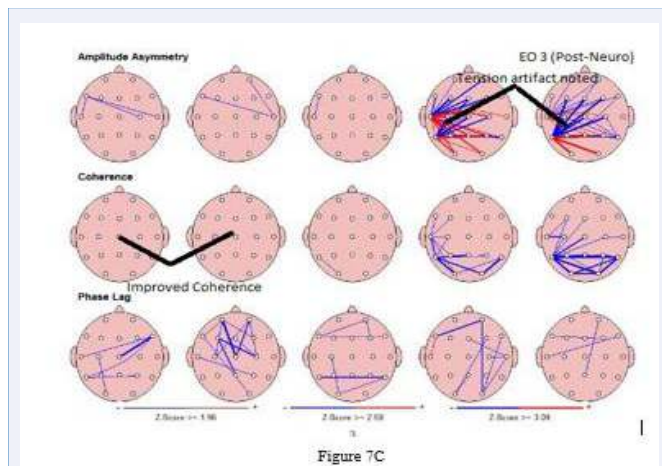 Amplitude Asymmetry
EO 3 (Post-Neuro)
Tension artifact noted
Coherence
Improved Coherence
Phase Lag
- + - + - +
Z-Score >= 1.96 Z-Score >= 2.58 Z-Score >= 3.09
Figure 7C